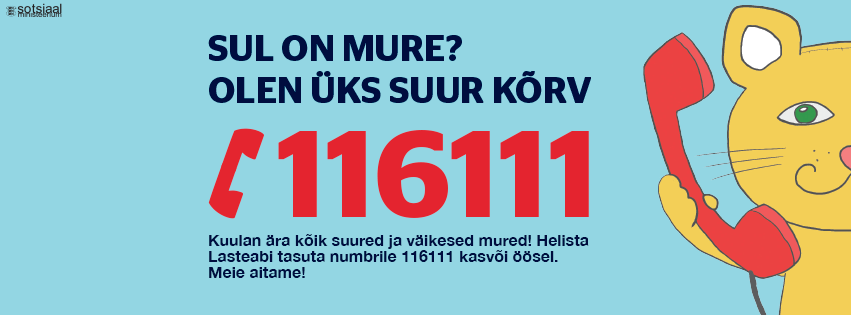 sotsiaal
ministeerium
SUL ON MURE?
OLEN ÜKS SUUR KÕRV
116111
Kuulan ära kõik suured ja väikesed mured! Helista
Lasteabi tasuta numbrile 116111 kasvõi öösel.
Meie aitame!